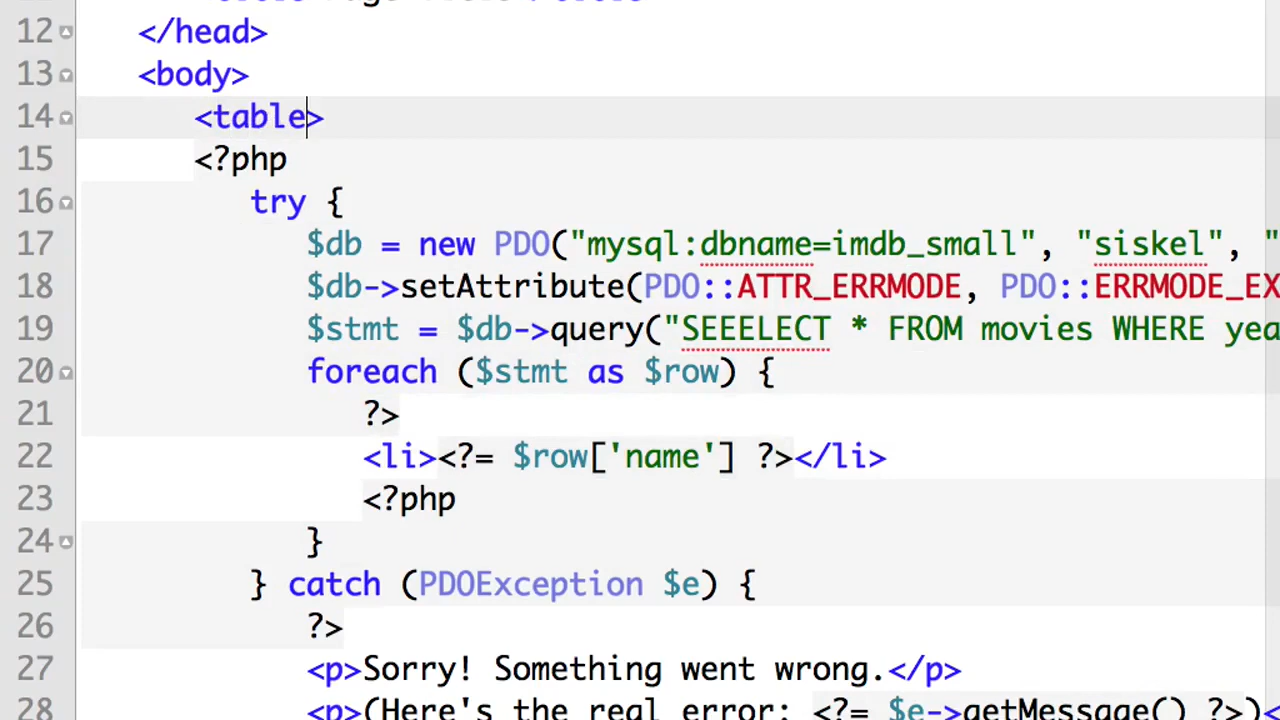 12 </head>
13 <body>
14 <table>
15 <?php
16 try {
17 $db = new PDO("mysql:dbname=imdb_small", "siskel", "
18 $db->setAttribute(PDO::ATTR_ERRMODE, PDO::ERRMODE_EX
19 $stmt = $db->query("SEEELECT * FROM movies WHERE yea
20 foreach ($stmt as $row) {
21 ?>
22 <li><?= $row['name'] ?></li>
23 <?php
24 }
25 } catch (PDOException $e) {
26 ?>
27 <p>Sorry! Something went wrong.</p>
28 <p>(Here's the real error: <?= $e->getMessage() ?>)<